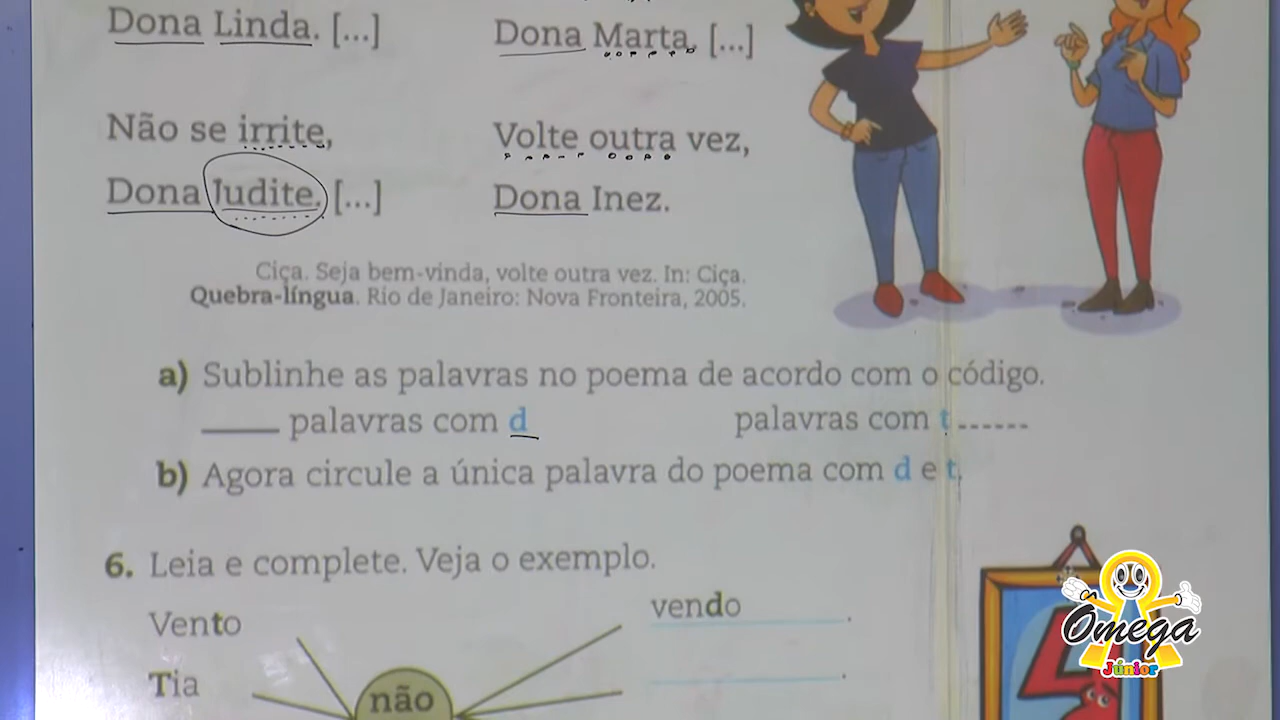 Dona Linda. [...]
Não se irrite,
Dona Judite. [...]
Dona Marta. [...]
Volte outra vez,
Dona Inez.
Ciça. Seja bem-vinda, volte outra vez. In: Ciça.
Quebra-língua. Rio de Janeiro: Nova Fronteira, 2005.
a) Sublinhe as palavras no poema de acordo com o código.
____ palavras com d
palavras com t ------
b) Agora circule a única palavra do poema com d e t.
6. Leia e complete. Veja o exemplo.
Vento
vendo.
Tia
não
Ômega
Júnior